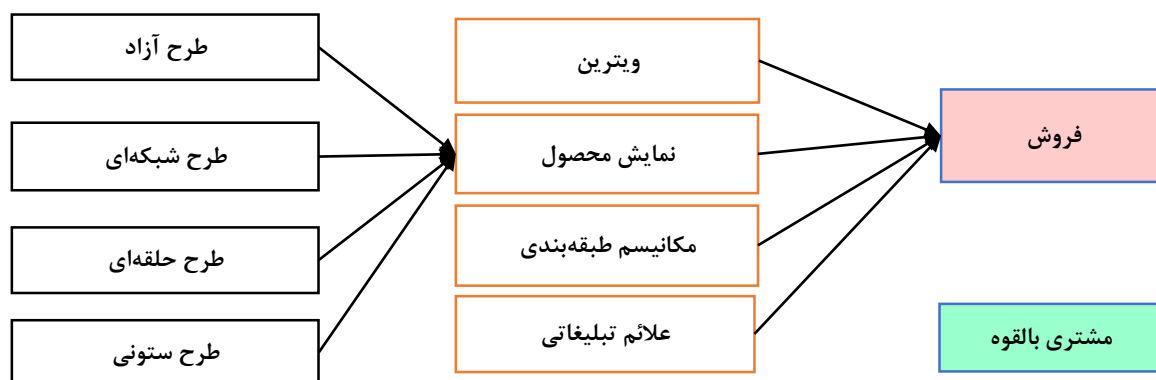 طرح آزاد
طرح شبکه‌ای
طرح حلقه‌ای
طرح ستونی
ویترین
نمایش محصول
مکانیسم طبقه‌بندی
علائم تبلیغاتی
فروش
مشتری بالقوه